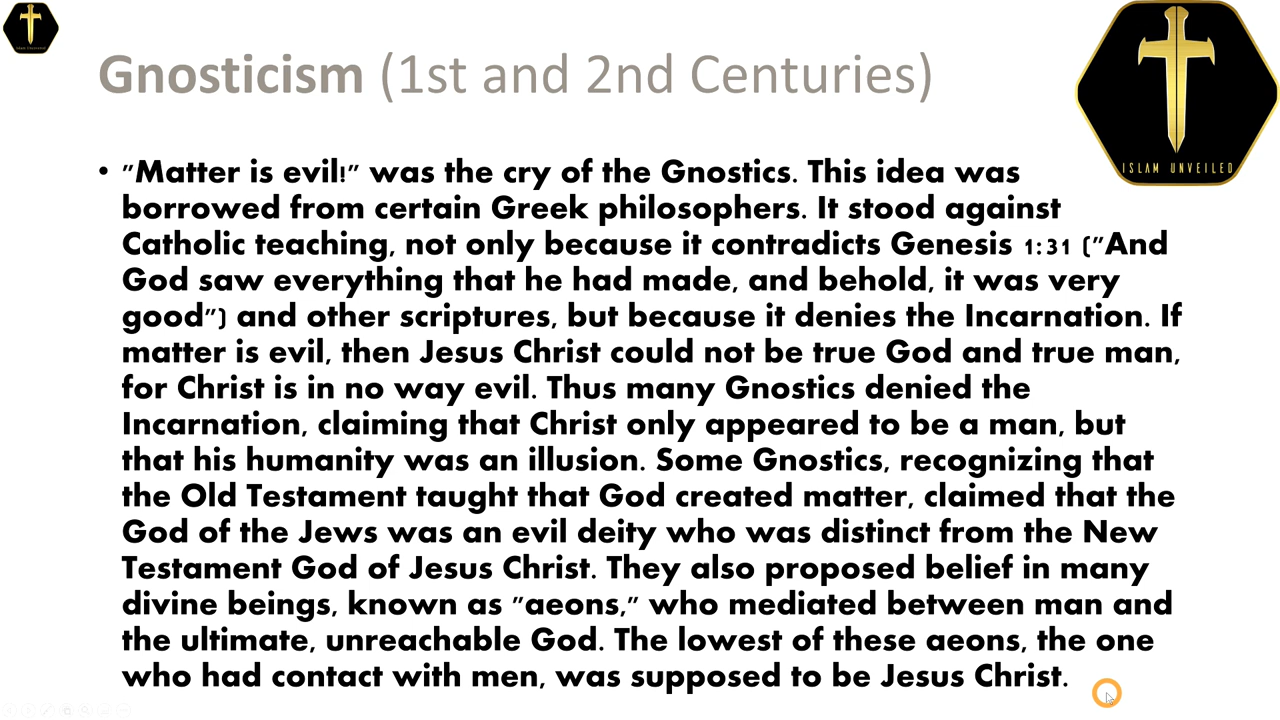 Gnosticism (1st and 2nd Centuries)
ISLAM UNVEILED
• "Matter is evil!" was the cry of the Gnostics. This idea was
borrowed from certain Greek philosophers. It stood against
Catholic teaching, not only because it contradicts Genesis 1:31 ("And
God saw everything that he had made, and behold, it was very
good") and other scriptures, but because it denies the Incarnation. If
matter is evil, then Jesus Christ could not be true God and true man,
for Christ is in no way evil. Thus many Gnostics denied the
Incarnation, claiming that Christ only appeared to be a man, but
that his humanity was an illusion. Some Gnostics, recognizing that
the Old Testament taught that God created matter, claimed that the
God of the Jews was an evil deity who was distinct from the New
Testament God of Jesus Christ. They also proposed belief in many
divine beings, known as "aeons," who mediated between man and
the ultimate, unreachable God. The lowest of these aeons, the one
who had contact with men, was supposed to be Jesus Christ.